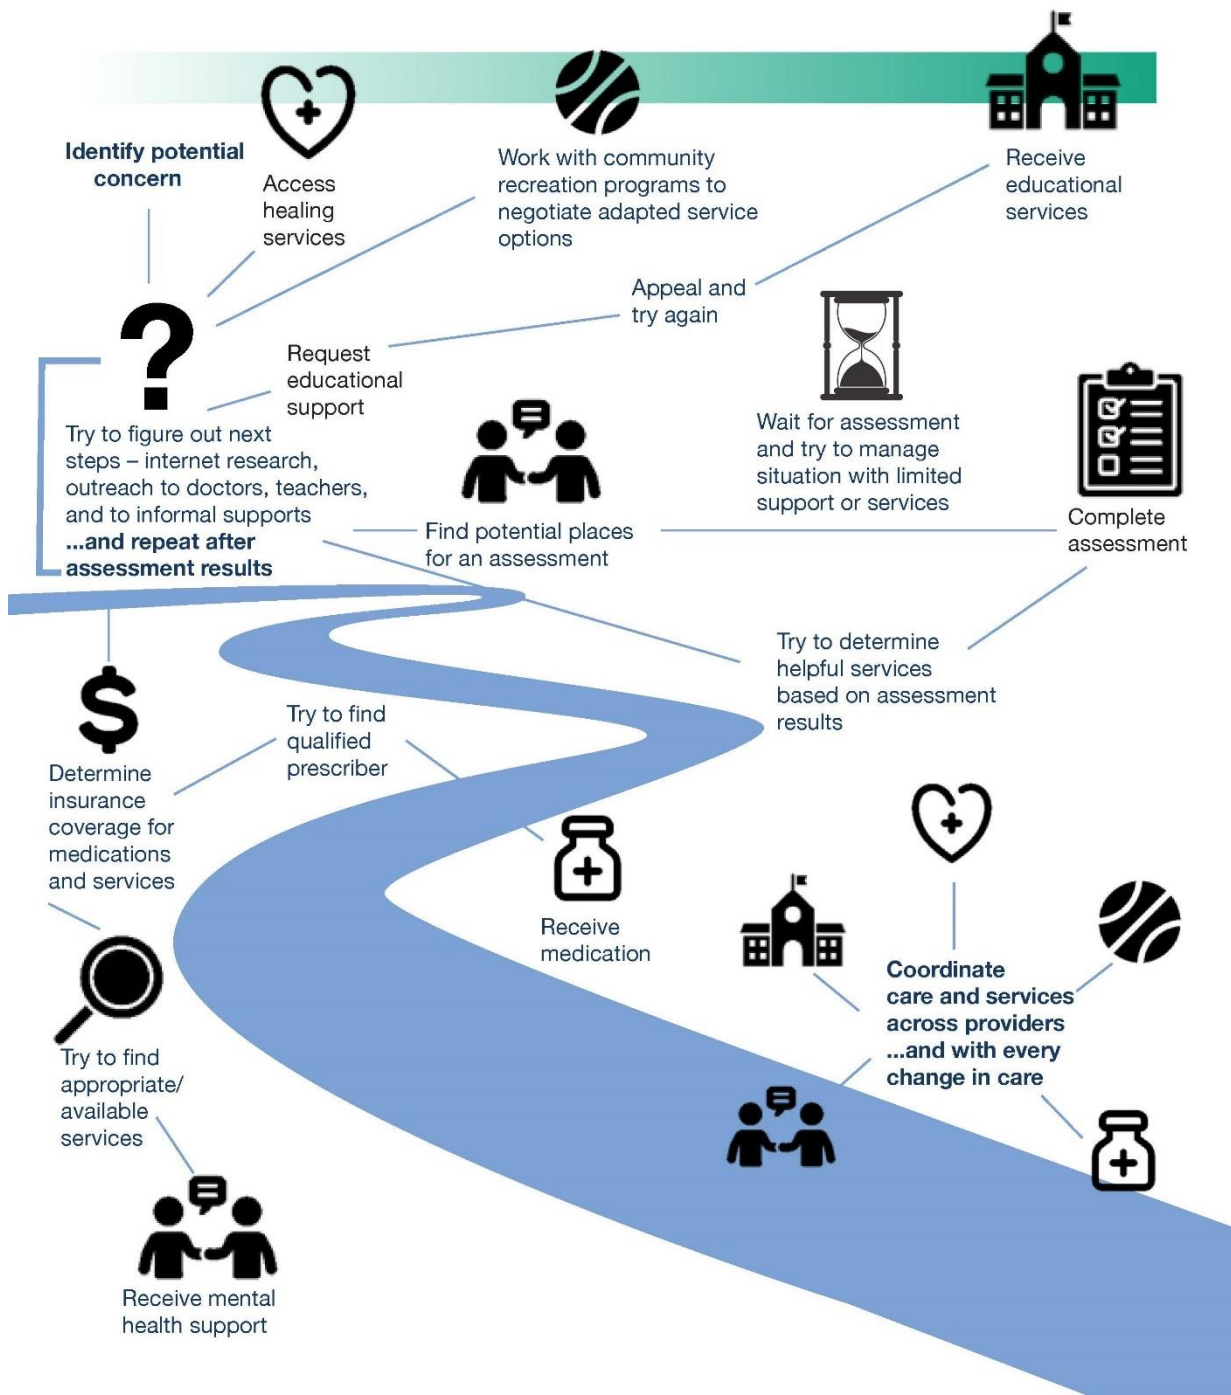 Identify potential
concern
Access
healing
services
Work with community
recreation programs to
negotiate adapted service
options
Receive
educational
services
Appeal and
try again
Request
educational
support
Try to figure out next
steps – internet research,
outreach to doctors, teachers,
and to informal supports
...and repeat after
assessment results
Find potential places
for an assessment
Wait for assessment
and try to manage
situation with limited
support or services
Complete
assessment
Try to determine
helpful services
based on assessment
results
$
Determine
insurance
coverage for
medications
and services
Try to find
qualified
prescriber
Receive
medication
Try to find
appropriate/
available
services
Receive mental
health support
Coordinate
care and services
across providers
...and with every
change in care